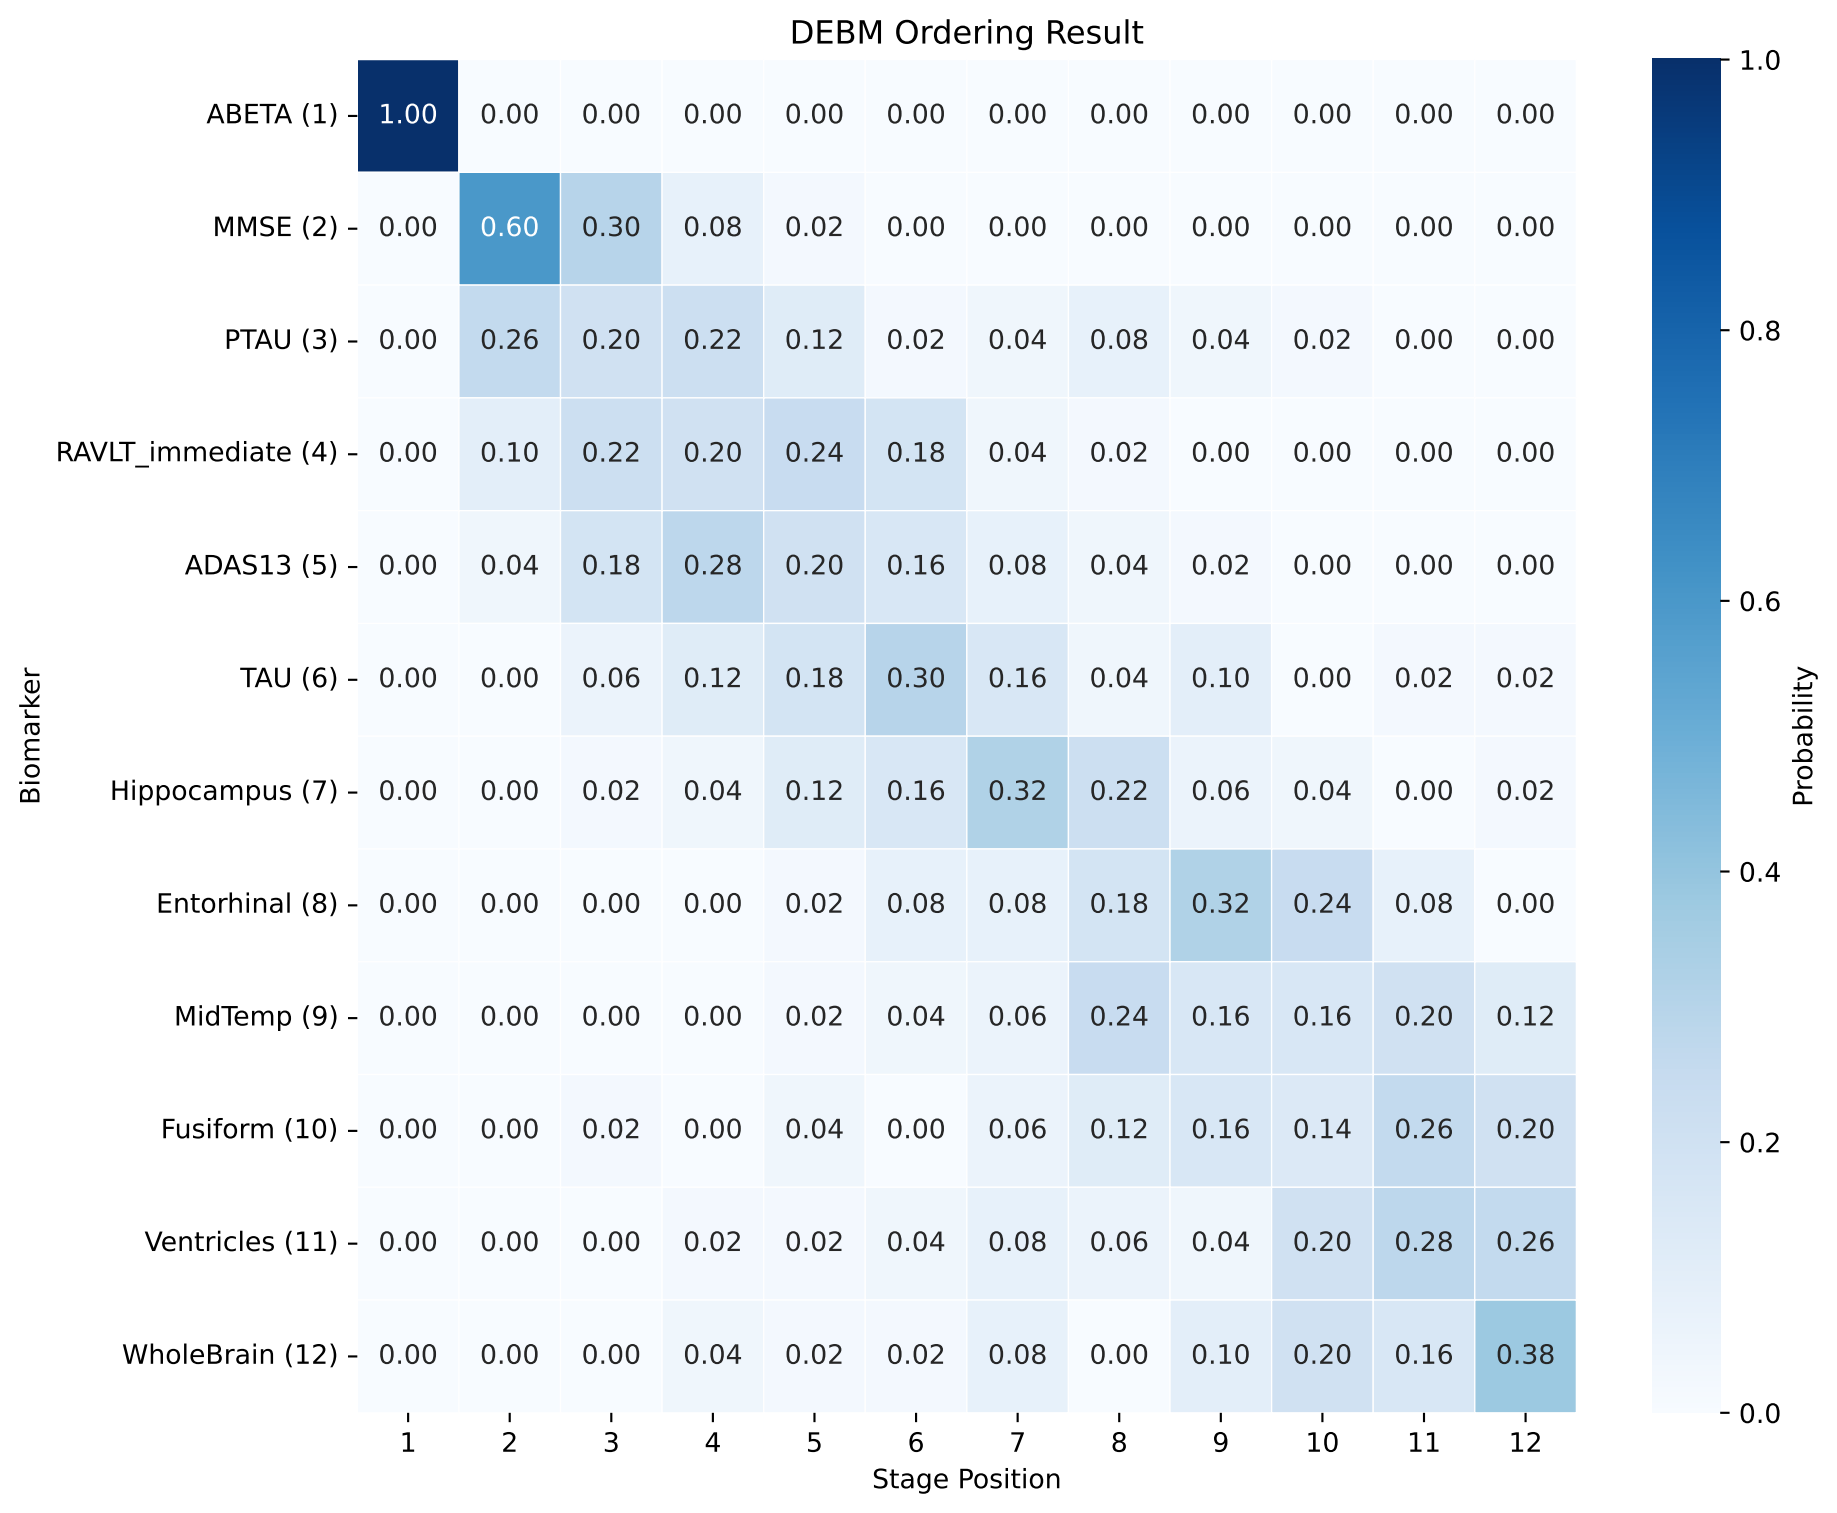 DEBM Ordering Result
ABETA (1) 1.00 0.00 0.00 0.00 0.00 0.00 0.00 0.00 0.00 0.00 0.00 0.00
MMSE (2) 0.00 0.60 0.30 0.08 0.02 0.00 0.00 0.00 0.00 0.00 0.00 0.00
PTAU (3) 0.00 0.26 0.20 0.22 0.12 0.02 0.04 0.08 0.04 0.02 0.00 0.00
RAVLT_immediate (4) 0.00 0.10 0.22 0.20 0.24 0.18 0.04 0.02 0.00 0.00 0.00 0.00
ADAS13 (5) 0.00 0.04 0.18 0.28 0.20 0.16 0.08 0.04 0.02 0.00 0.00 0.00
TAU (6) 0.00 0.00 0.06 0.12 0.18 0.30 0.16 0.04 0.10 0.00 0.02 0.02
Hippocampus (7) 0.00 0.00 0.02 0.04 0.12 0.16 0.32 0.22 0.06 0.04 0.00 0.02
Entorhinal (8) 0.00 0.00 0.00 0.00 0.02 0.08 0.08 0.18 0.32 0.24 0.08 0.00
MidTemp (9) 0.00 0.00 0.00 0.00 0.02 0.04 0.06 0.24 0.16 0.16 0.20 0.12
Fusiform (10) 0.00 0.00 0.02 0.00 0.04 0.00 0.06 0.12 0.16 0.14 0.26 0.20
Ventricles (11) 0.00 0.00 0.00 0.02 0.02 0.04 0.08 0.06 0.04 0.20 0.28 0.26
WholeBrain (12) 0.00 0.00 0.00 0.04 0.02 0.02 0.08 0.00 0.10 0.20 0.16 0.38
1 2 3 4 5 6 7 8 9 10 11 12
Stage Position
Biomarker
1.0
0.8
0.6
0.4
0.2
0.0
Probability